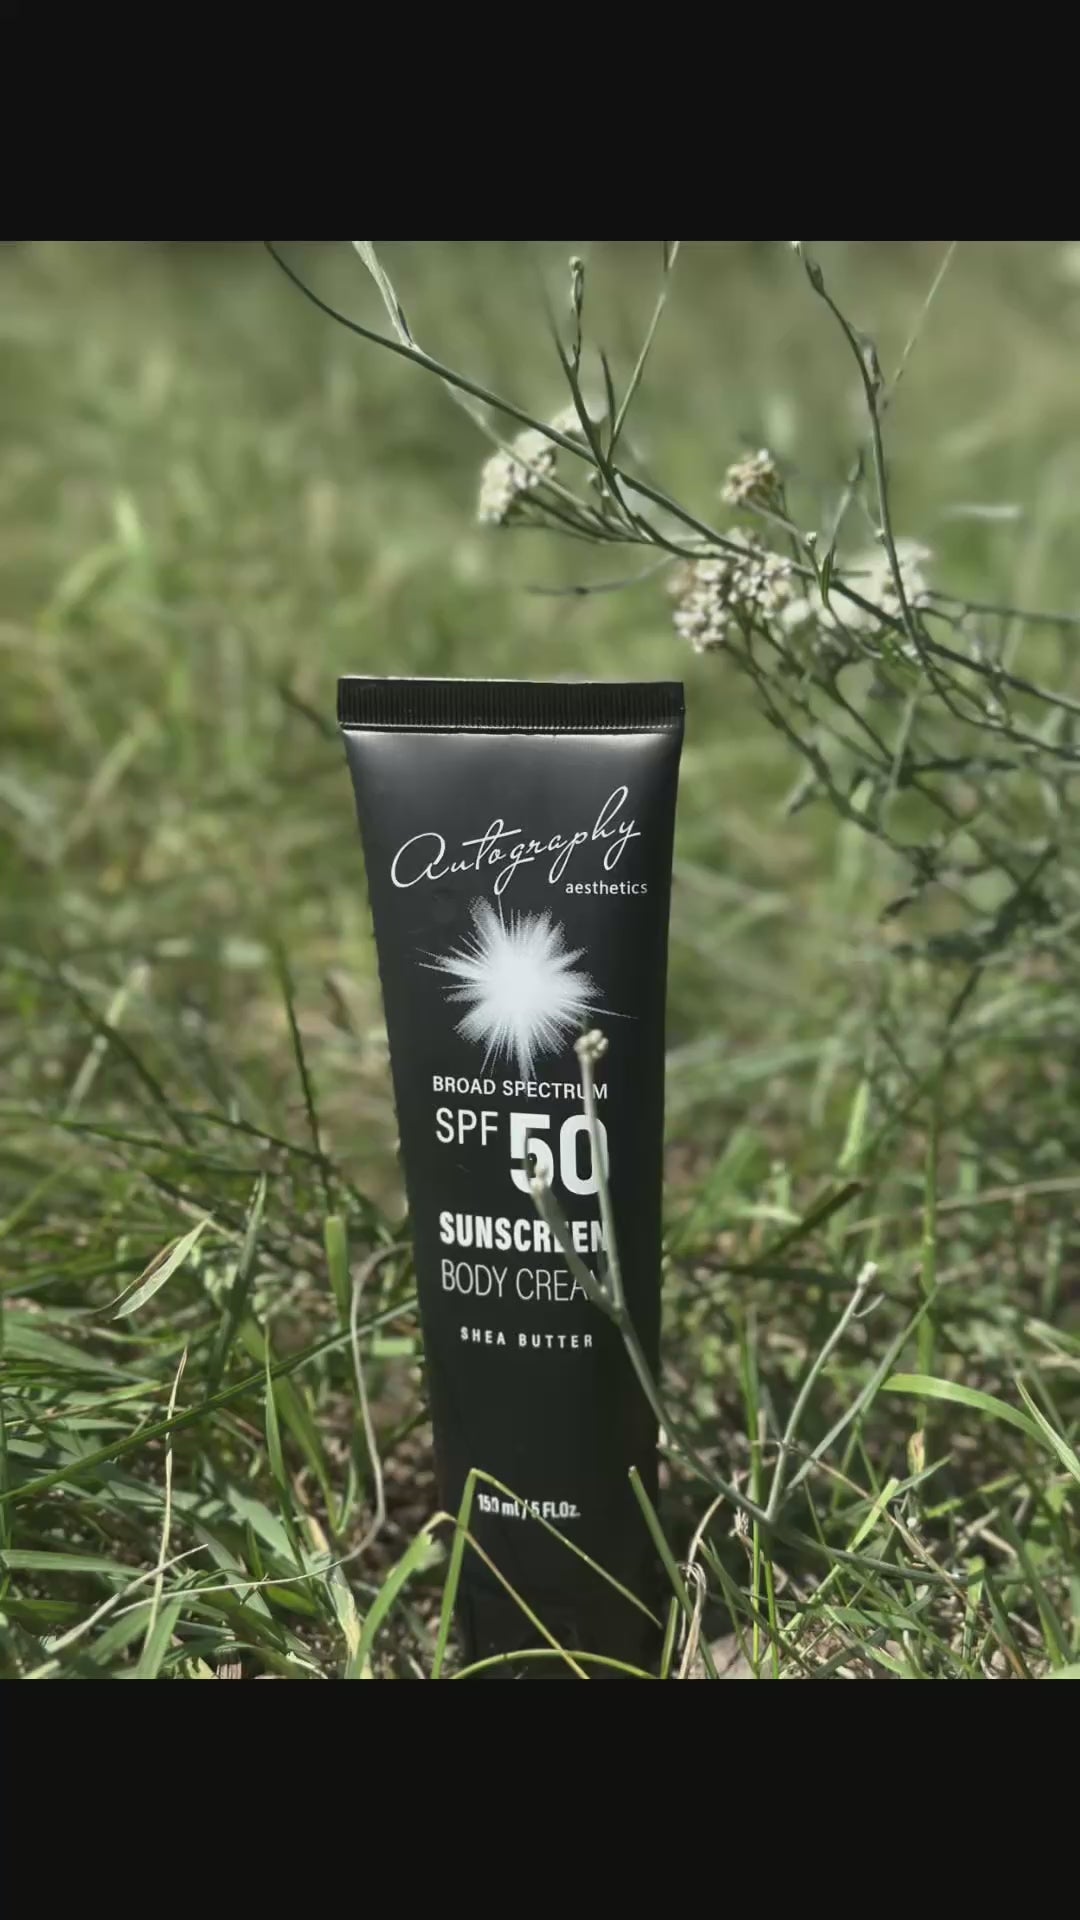 Autography
aesthetics
BROAD SPECTRUM
SPF 50
SUNSCREEN
BODY CREAM
SHEA BUTTER
150 ml / 5 FL.Oz.